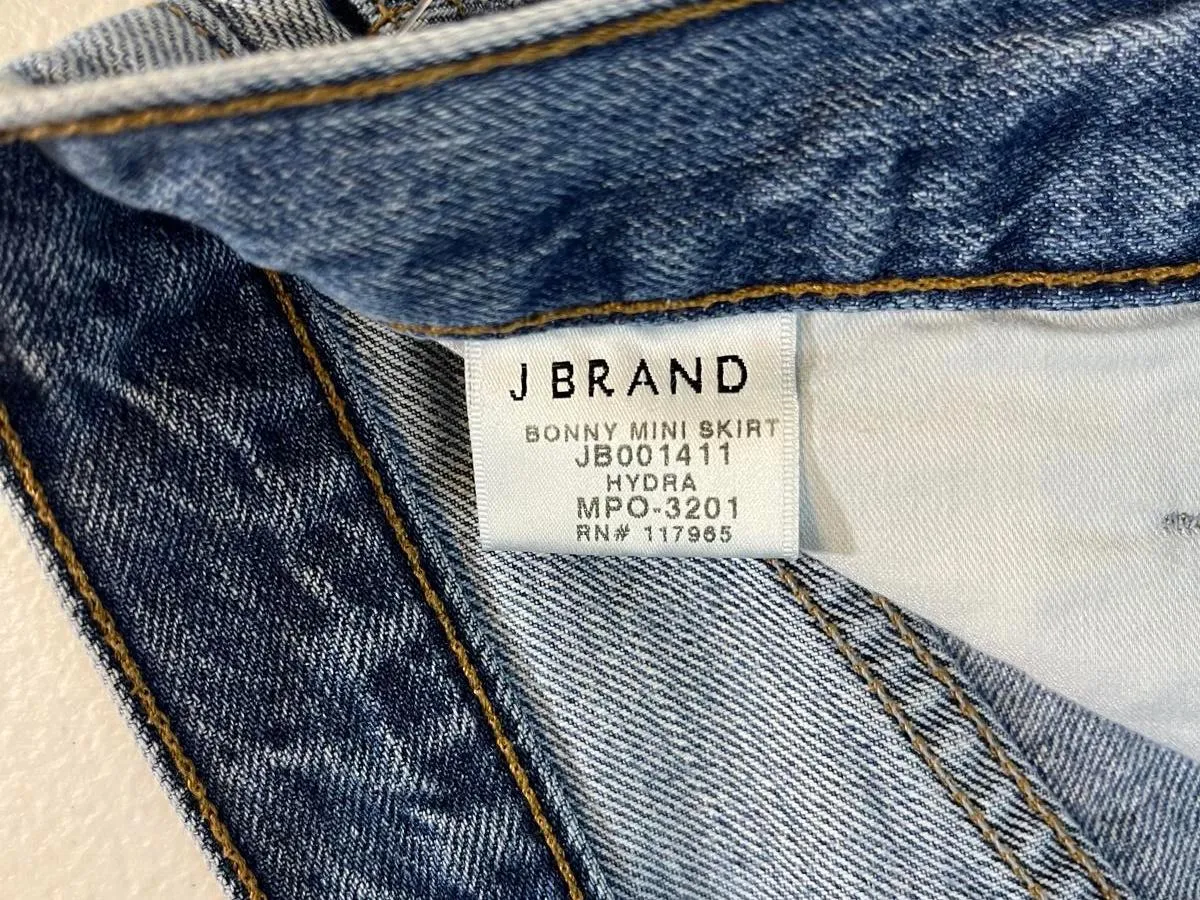 J BRAND
BONNY MINI SKIRT
JB001411
HYDRA
MPO-3201
RN# 117965